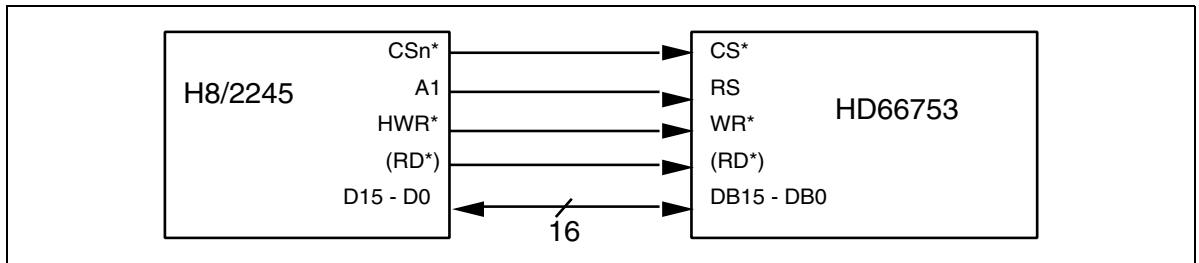 H8/2245
CSn*
A1
HWR*
(RD*)
D15 - D0
16
HD66753
CS*
RS
WR*
(RD*)
DB15 - DB0